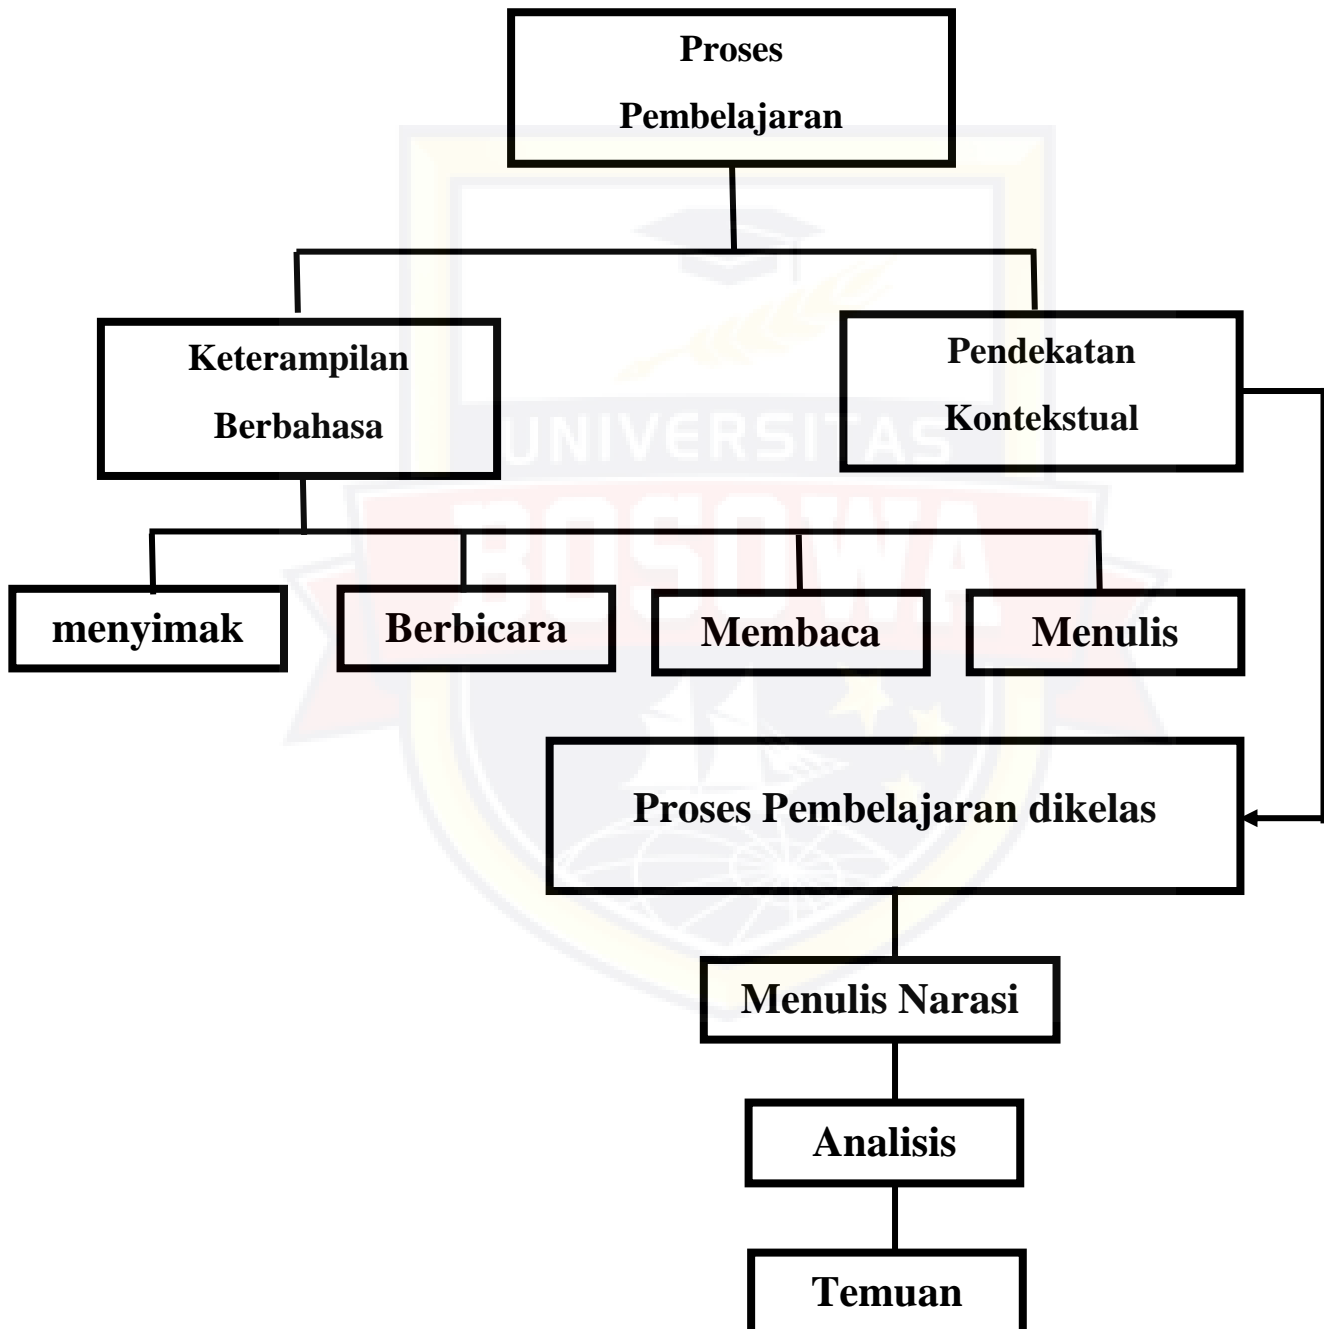 Proses
Pembelajaran
Keterampilan
Berbahasa
Pendekatan
Kontekstual
UNIVERSITAS
BOSOWA
menyimak
Berbicara
Membaca
Menulis
Proses Pembelajaran dikelas
Menulis Narasi
Analisis
Temuan